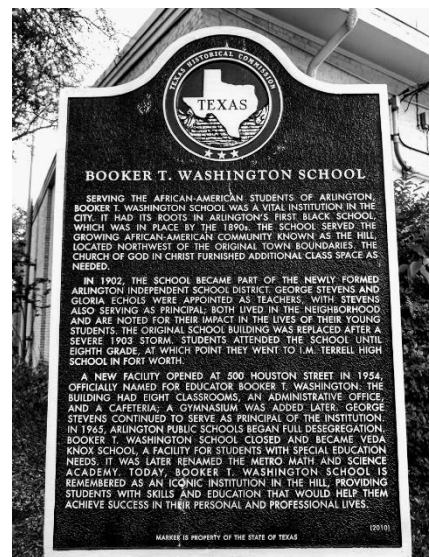 TEXAS HISTORICAL COMMISSION
TEXAS
BOOKER T. WASHINGTON SCHOOL
SERVING THE AFRICAN-AMERICAN STUDENTS OF ARLINGTON,
BOOKER T. WASHINGTON SCHOOL WAS A VITAL INSTITUTION IN THE
CITY. IT HAD ITS ROOTS IN ARLINGTON'S FIRST BLACK SCHOOL,
WHICH WAS IN PLACE BY THE 1890s. THE SCHOOL SERVED THE
GROWING AFRICAN-AMERICAN COMMUNITY KNOWN AS THE HILL,
LOCATED NORTHWEST OF THE ORIGINAL TOWN BOUNDARIES. THE
CHURCH OF GOD IN CHRIST FURNISHED ADDITIONAL CLASS SPACE AS
NEEDED.
IN 1902, THE SCHOOL BECAME PART OF THE NEWLY FORMED
ARLINGTON INDEPENDENT SCHOOL DISTRICT. GEORGE STEVENS AND
GLORIA ECHOLS WERE APPOINTED AS TEACHERS, WITH STEVENS
ALSO SERVING AS PRINCIPAL; BOTH LIVED IN THE NEIGHBORHOOD
AND ARE NOTED FOR THEIR IMPACT IN THE LIVES OF THEIR YOUNG
STUDENTS. THE ORIGINAL SCHOOL BUILDING WAS REPLACED AFTER A
SEVERE 1903 STORM. STUDENTS ATTENDED THE SCHOOL UNTIL
EIGHTH GRADE, AT WHICH POINT THEY WENT TO I.M. TERRELL HIGH
SCHOOL IN FORT WORTH.
A NEW FACILITY OPENED AT 500 HOUSTON STREET IN 1954,
OFFICIALLY NAMED FOR EDUCATOR BOOKER T. WASHINGTON; THE
BUILDING HAD EIGHT CLASSROOMS, AN ADMINISTRATIVE OFFICE,
AND A CAFETERIA; A GYMNASIUM WAS ADDED LATER. GEORGE
STEVENS CONTINUED TO SERVE AS PRINCIPAL OF THE INSTITUTION.
IN 1965, ARLINGTON PUBLIC SCHOOLS BEGAN FULL DESEGREGATION.
BOOKER T. WASHINGTON SCHOOL CLOSED AND BECAME VEDA
KNOX SCHOOL, A FACILITY FOR STUDENTS WITH SPECIAL EDUCATION
NEEDS. IT WAS LATER RENAMED THE METRO MATH AND SCIENCE
ACADEMY. TODAY, BOOKER T. WASHINGTON SCHOOL IS
REMEMBERED AS AN ICONIC INSTITUTION IN THE HILL, PROVIDING
STUDENTS WITH SKILLS AND EDUCATION THAT WOULD HELP THEM
ACHIEVE SUCCESS IN THEIR PERSONAL AND PROFESSIONAL LIVES.
(2010)
MARKER IS PROPERTY OF THE STATE OF TEXAS